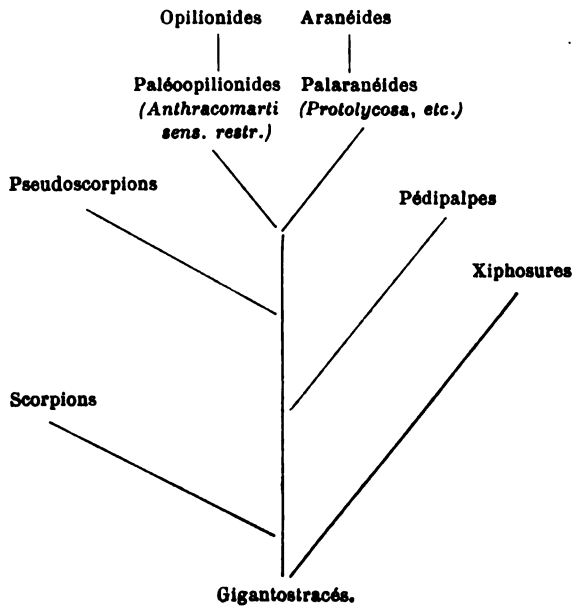 Opilionides Aranéides
Paléoopilionides Palaranéides
(Anthracomarti (Protolycosa, etc.)
sens. restr.)
Pseudoscorpions
Pédipalpes
Xiphosures
Scorpions
Gigantostracés.